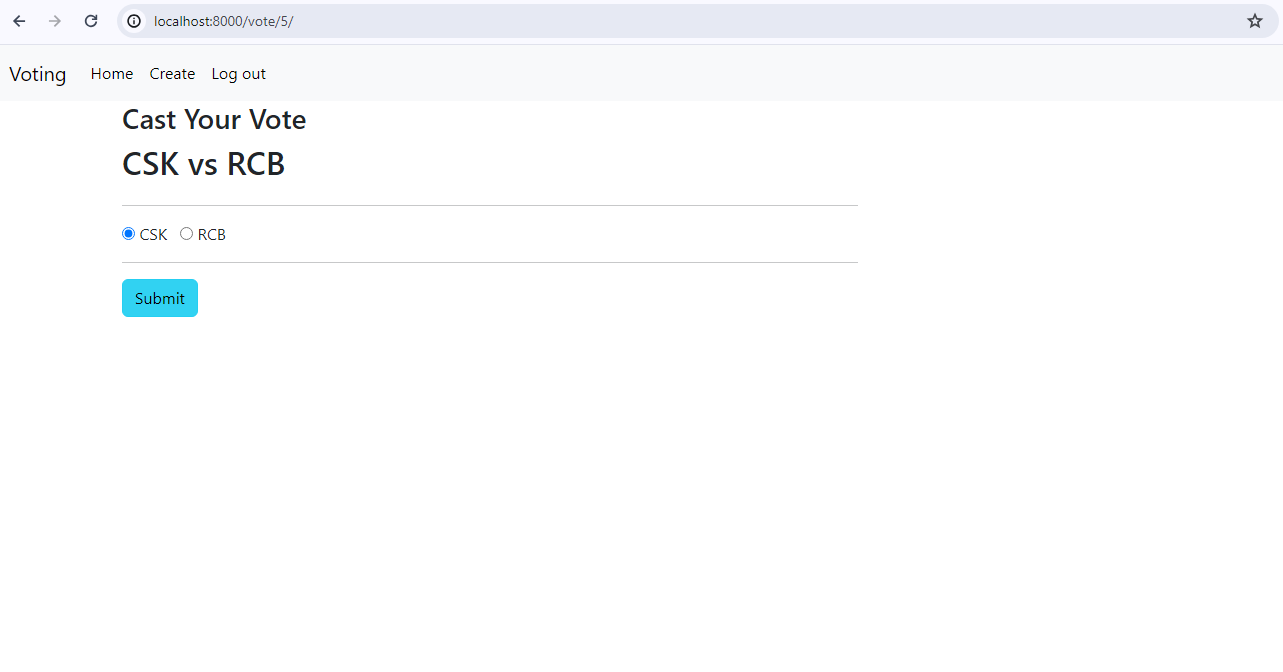 localhost:8000/vote/5/
Voting Home Create Log out
Cast Your Vote
CSK vs RCB
CSK RCB
Submit